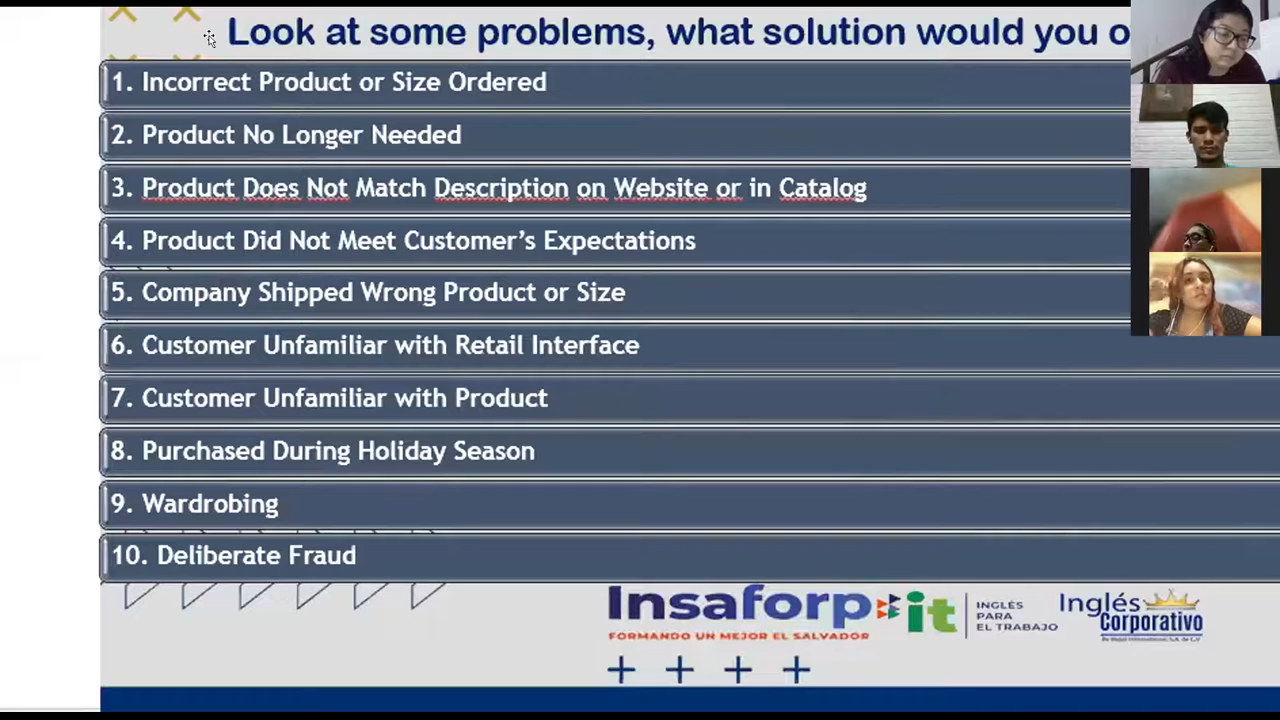 Look at some problems, what solution would you o
1. Incorrect Product or Size Ordered
2. Product No Longer Needed
3. Product Does Not Match Description on Website or in Catalog
4. Product Did Not Meet Customer’s Expectations
5. Company Shipped Wrong Product or Size
6. Customer Unfamiliar with Retail Interface
7. Customer Unfamiliar with Product
8. Purchased During Holiday Season
9. Wardrobing
10. Deliberate Fraud
Insaforp
FORMANDO UN MEJOR EL SALVADOR
it
INGLÉS
PARA
EL TRABAJO
Inglés
Corporativo